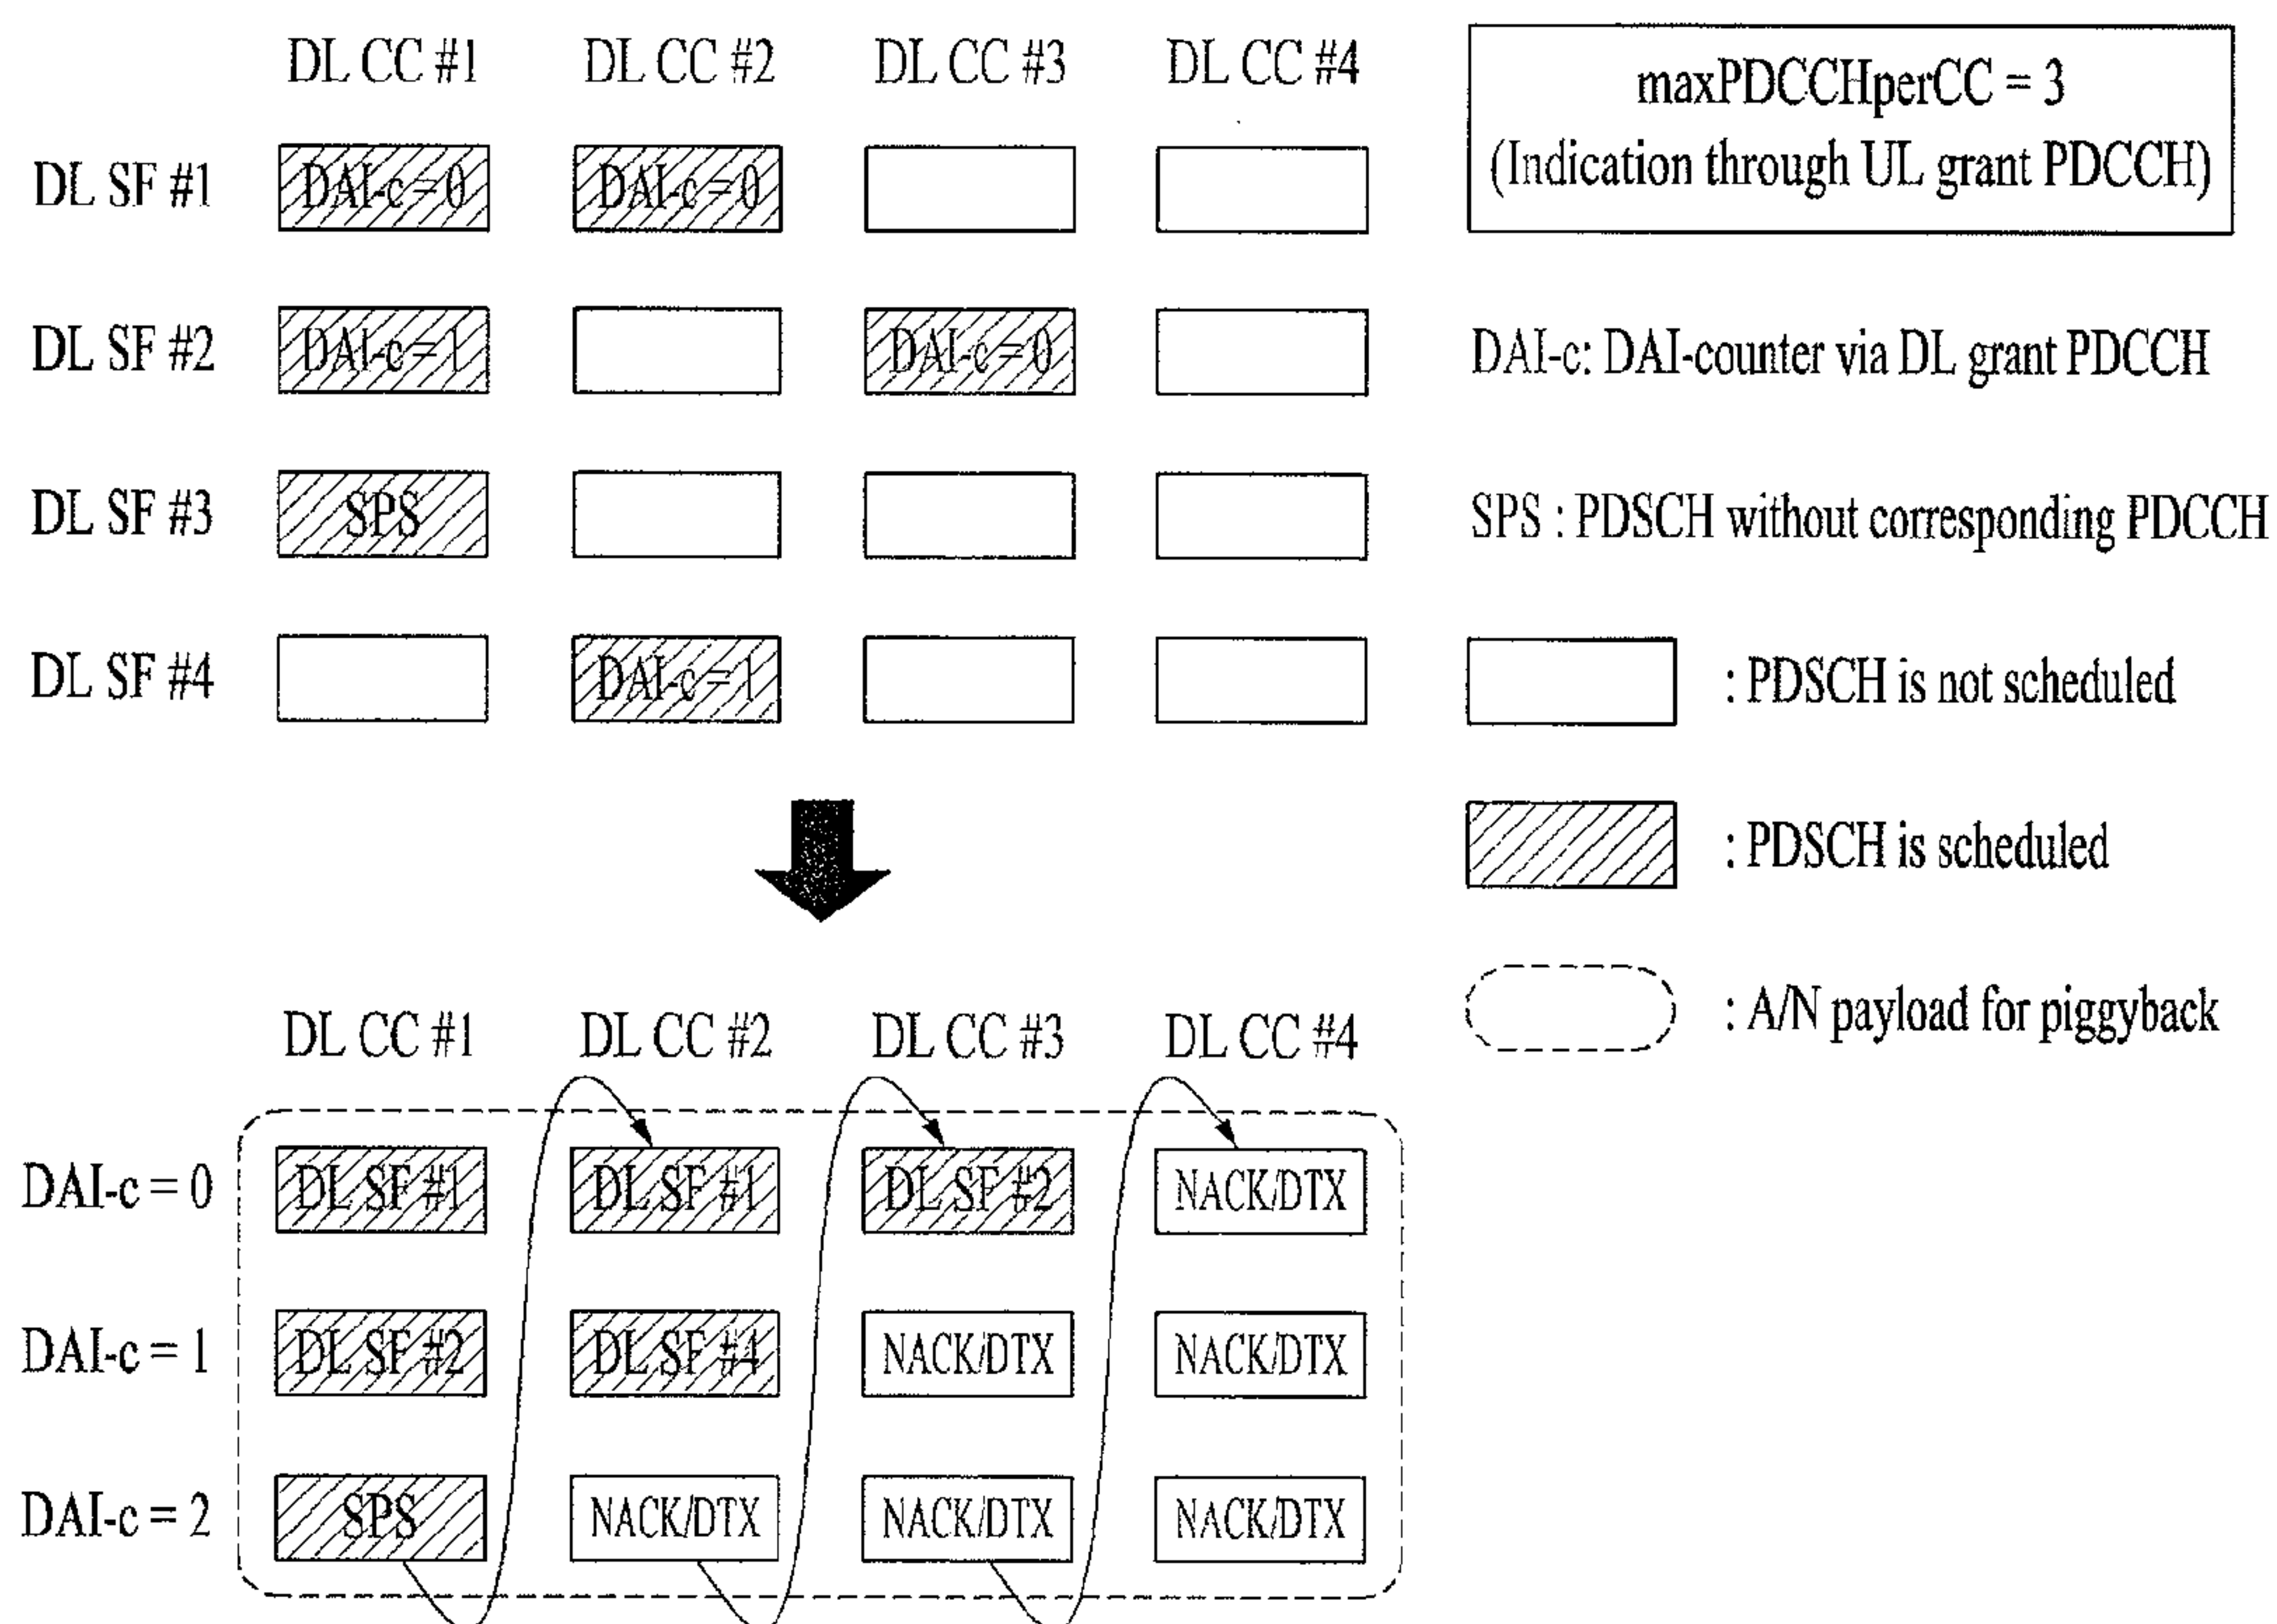 DL CC #1 DL CC #2 DL CC #3 DL CC #4
maxPDCCHperCC = 3
(Indication through UL grant PDCCH)
DL SF #1 DAI-c = 0 DAI-c = 0
DL SF #2 DAI-c = 1 DAI-c = 0
DAI-c: DAI-counter via DL grant PDCCH
DL SF #3 SPS
SPS : PDSCH without corresponding PDCCH
DL SF #4 DAI-c = 1
: PDSCH is not scheduled
: PDSCH is scheduled
: A/N payload for piggyback
DL CC #1 DL CC #2 DL CC #3 DL CC #4
DAI-c = 0 DL SF #1 DL SF #1 DL SF #2 NACK/DTX
DAI-c = 1 DL SF #2 DL SF #4 NACK/DTX NACK/DTX
DAI-c = 2 SPS NACK/DTX NACK/DTX NACK/DTX